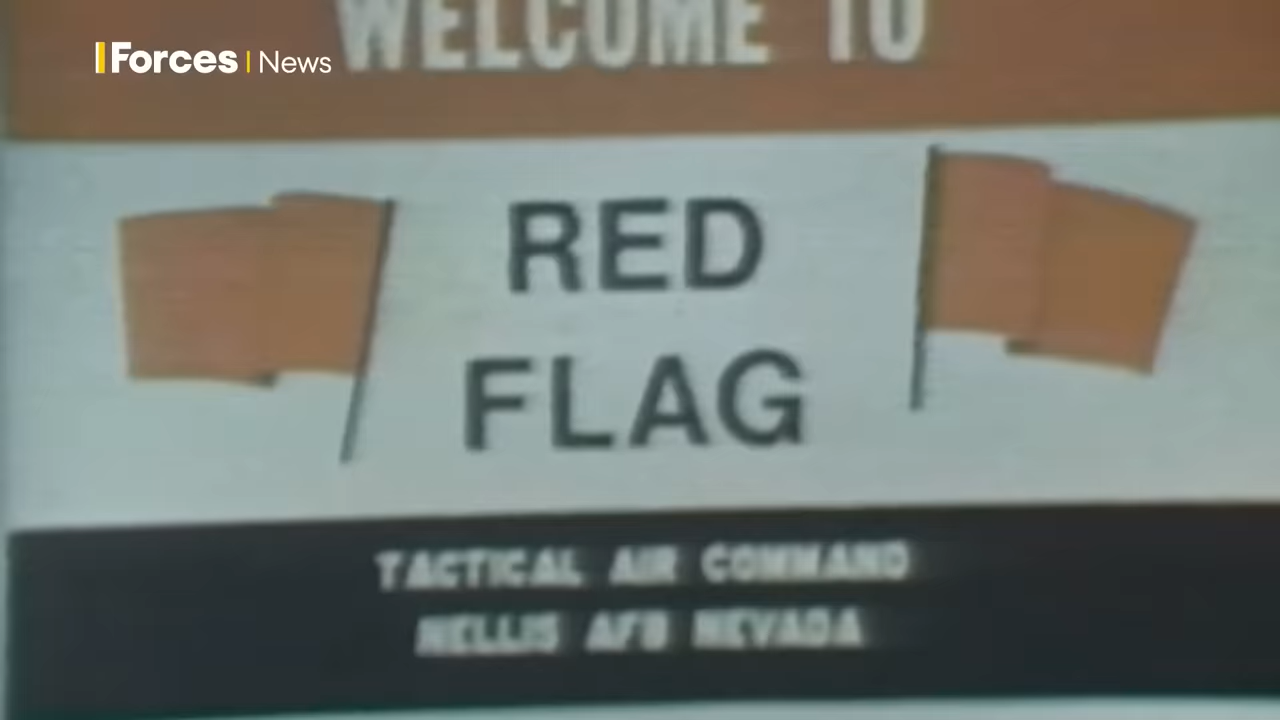 WELCOME TO
Forces News
RED
FLAG
TACTICAL AIR COMMAND
NELLIS AFB NEVADA